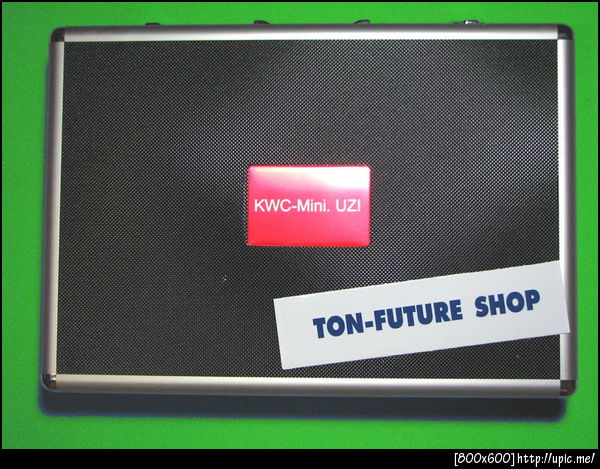 KWC-Mini. UZI
TON-FUTURE SHOP
[800x600]http://upic.me/